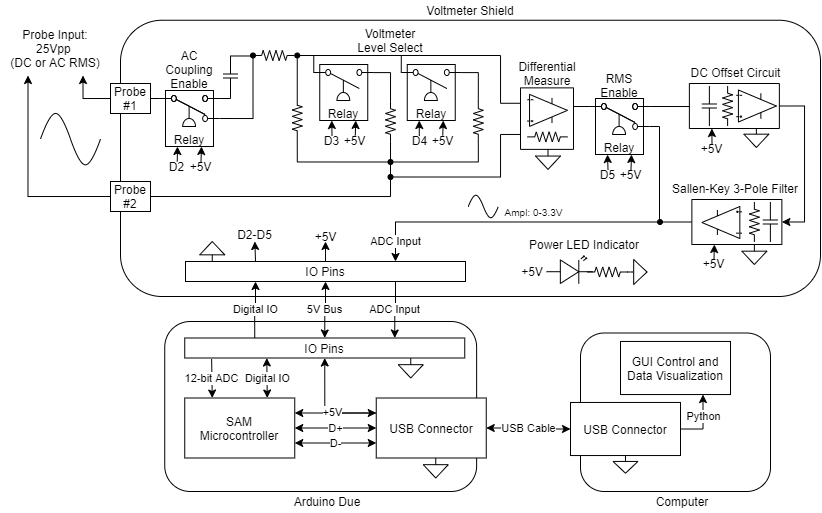 Voltmeter Shield
Probe Input:
25Vpp
(DC or AC RMS)
AC
Coupling
Enable
Voltmeter
Level Select
Differential
Measure
RMS
Enable
DC Offset Circuit
Probe
#1
Relay
D2 +5V
Relay
D3 +5V
Relay
D4 +5V
Relay
D5 +5V
+5V
Probe
#2
Sallen-Key 3-Pole Filter
Ampl: 0-3.3V
+5V
D2-D5
+5V
ADC Input
Power LED Indicator
+5V
IO Pins
Digital IO
5V Bus
ADC Input
IO Pins
12-bit ADC
Digital IO
SAM
Microcontroller
+5V
D+
D-
USB Connector
USB Cable
USB Connector
GUI Control and
Data Visualization
Python
Arduino Due
Computer